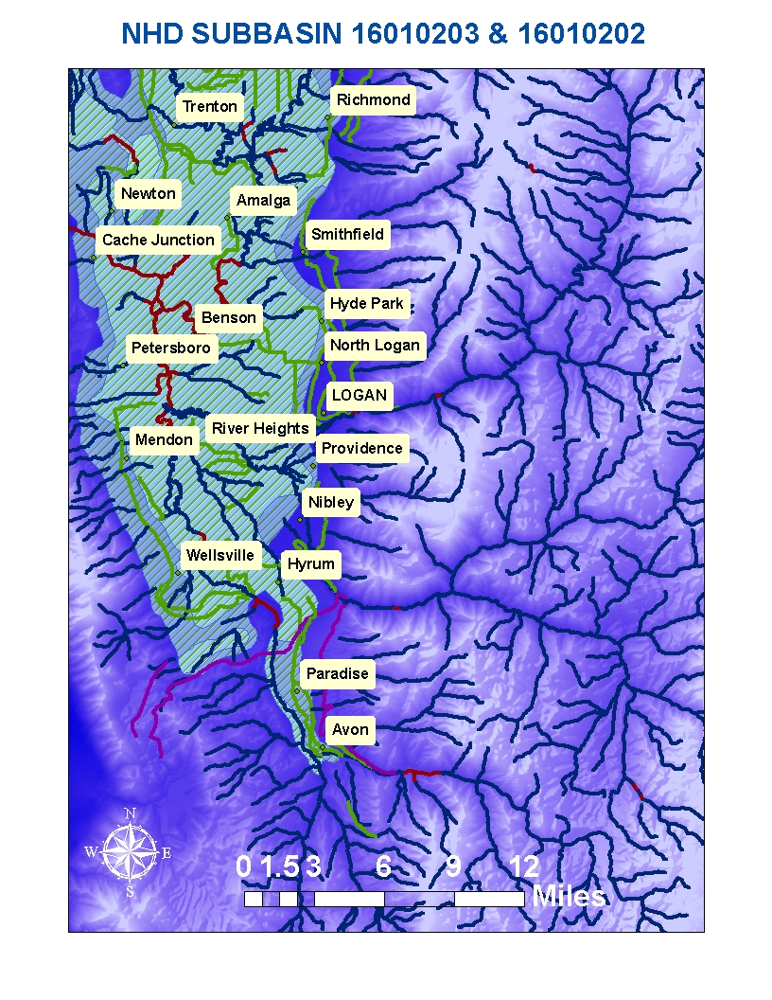 NHD SUBBASIN 16010203 & 16010202
Richmond
Trenton
Newton
Amalga
Smithfield
Cache Junction
Hyde Park
Benson
North Logan
Petersboro
LOGAN
River Heights
Mendon
Providence
Nibley
Wellsville
Hyrum
Paradise
Avon
N
W E
S
0 1.5 3 6 9 12
Miles